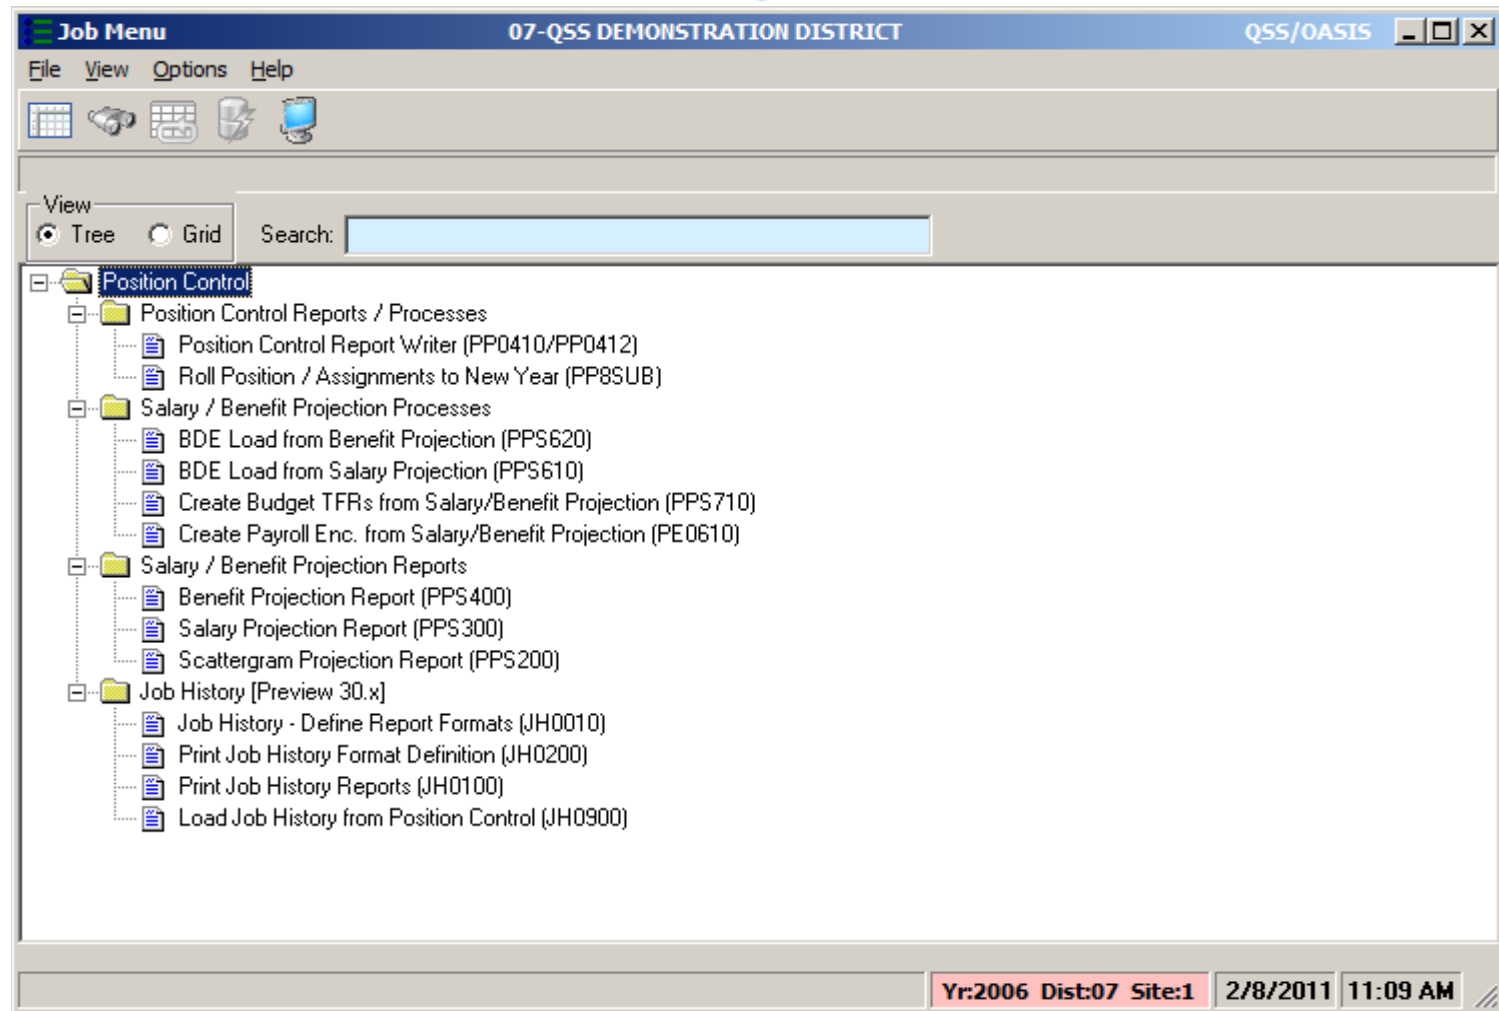 Job Menu 07-QSS DEMONSTRATION DISTRICT QSS/OASIS
File View Options Help
View
Tree Grid Search:
Position Control
Position Control Reports / Processes
Position Control Report Writer (PP0410/PP0412)
Roll Position / Assignments to New Year (PP8SUB)
Salary / Benefit Projection Processes
BDE Load from Benefit Projection (PPS620)
BDE Load from Salary Projection (PPS610)
Create Budget TFRs from Salary/Benefit Projection (PPS710)
Create Payroll Enc. from Salary/Benefit Projection (PE0610)
Salary / Benefit Projection Reports
Benefit Projection Report (PPS400)
Salary Projection Report (PPS300)
Scattergram Projection Report (PPS200)
Job History [Preview 30.x]
Job History - Define Report Formats (JH0010)
Print Job History Format Definition (JH0200)
Print Job History Reports (JH0100)
Load Job History from Position Control (JH0900)
Yr:2006 Dist:07 Site:1 2/8/2011 11:09 AM